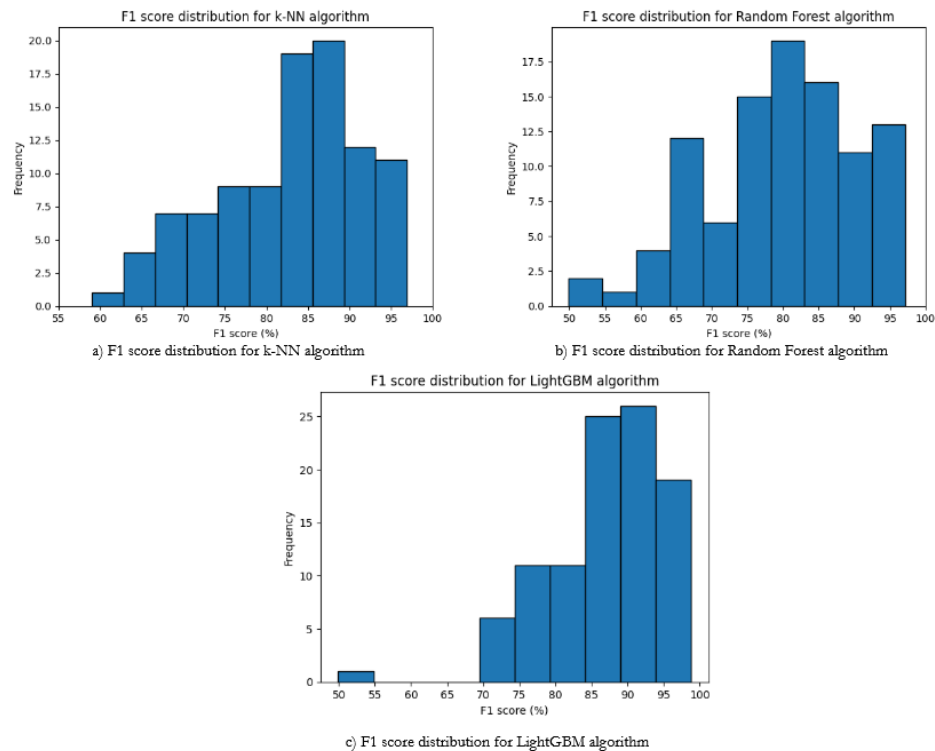 F1 score distribution for k-NN algorithm
20.0
17.5
15.0
12.5
10.0
7.5
5.0
2.5
0.0
Frequency
55 60 65 70 75 80 85 90 95 100
F1 score (%)
a) F1 score distribution for k-NN algorithm
F1 score distribution for Random Forest algorithm
17.5
15.0
12.5
10.0
7.5
5.0
2.5
0.0
Frequency
50 55 60 65 70 75 80 85 90 95
F1 score (%)
b) F1 score distribution for Random Forest algorithm
F1 score distribution for LightGBM algorithm
25
20
15
10
5
0
Frequency
50 55 60 65 70 75 80 85 90 95 100
F1 score (%)
c) F1 score distribution for LightGBM algorithm